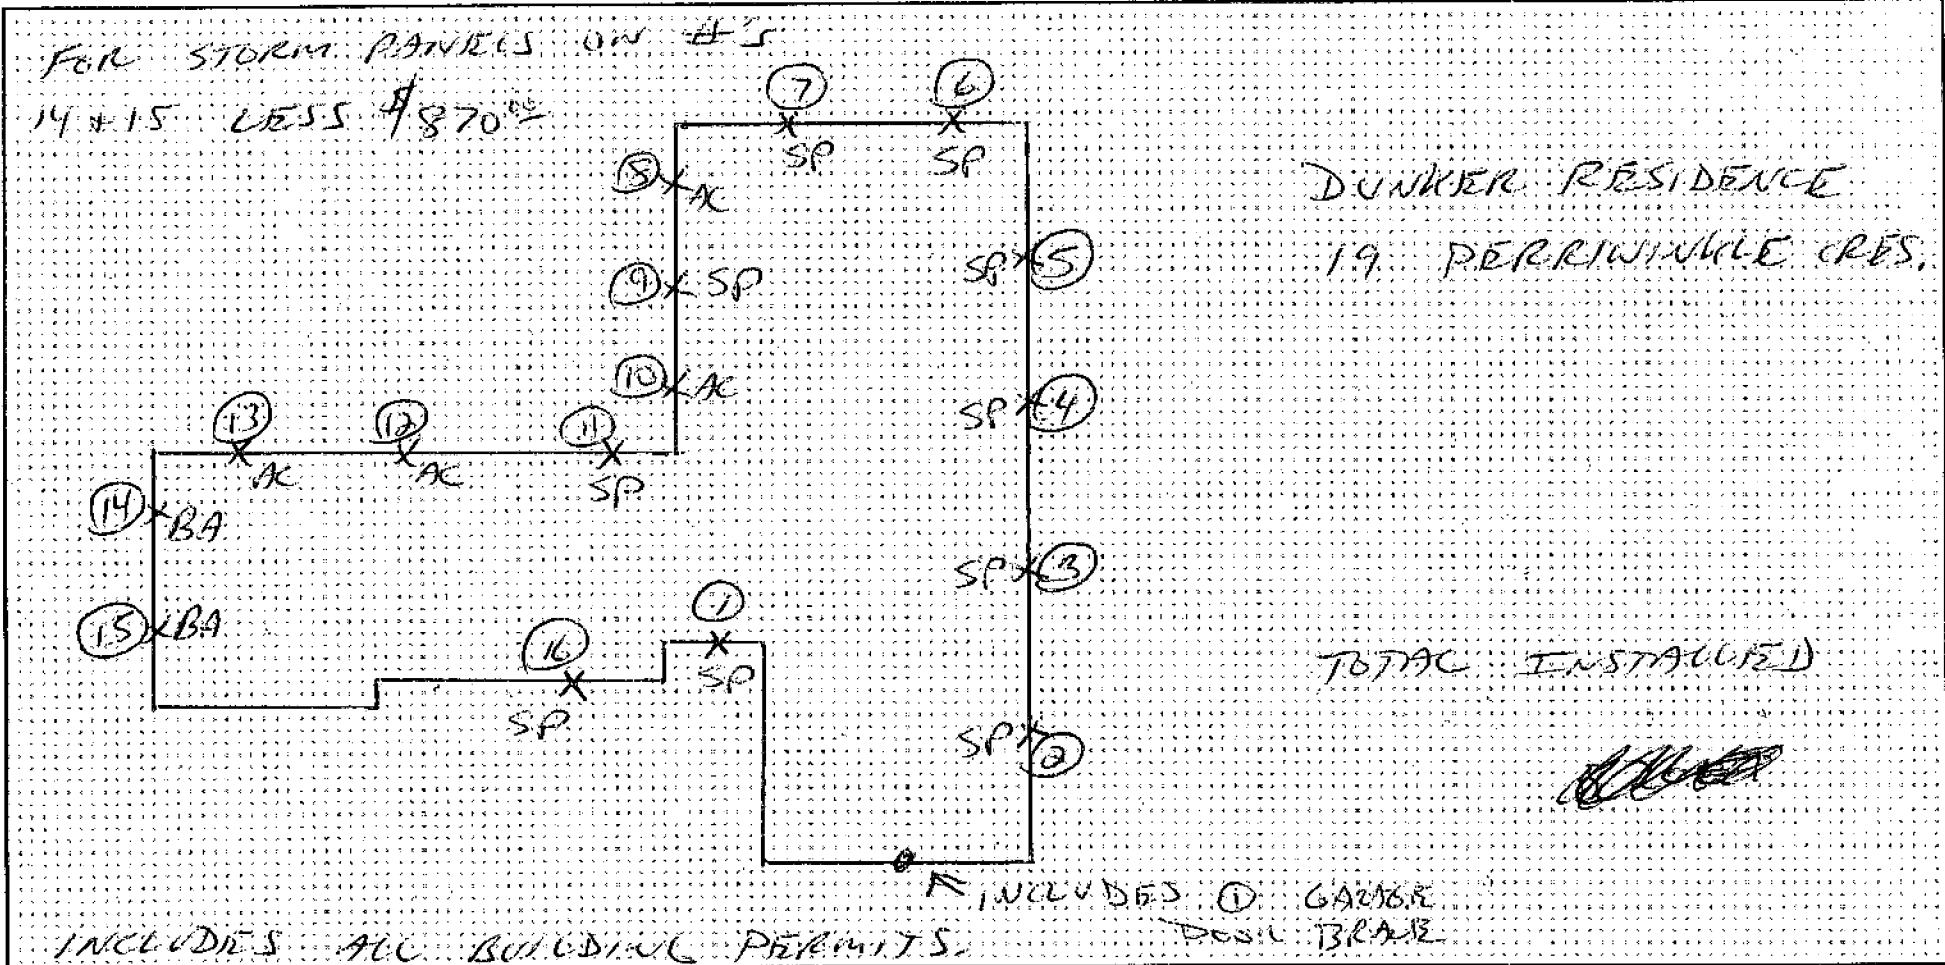 FOR STORM PANELS ON #'S
14 + 15 LESS $870.00
7
6
SP
SP
8
AC
DUNKER RESIDENCE
19 PERRIWINKLE CRES.
SP
5
9
SP
10
AC
SP
4
13
12
11
AC
AC
SP
14
BA
SP
3
1
15
BA
16
SP
SP
TOTAL INSTALLED
SP
2
INCLUDES 1 GARAGE
DOOR BRACE
INCLUDES ALL BUILDING PERMITS.